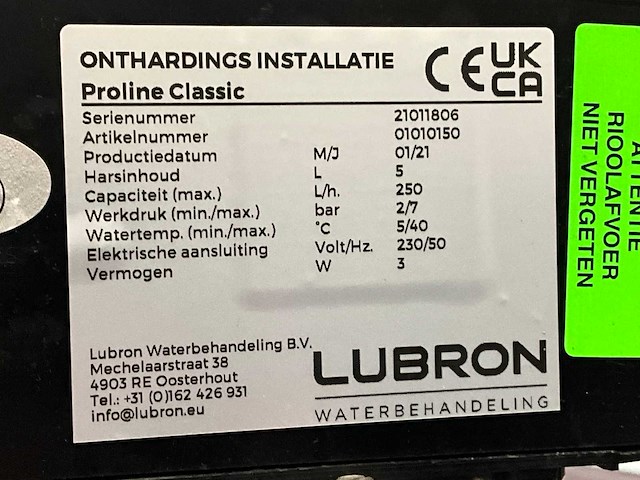 ONTHARDINGS INSTALLATIE
CE UK CA
Proline Classic
Serienummer 21011806
Artikelnummer 01010150
Productiedatum M/J 01/21
Harsinhoud L 5
Capaciteit (max.) L/h. 250
Werkdruk (min./max.) bar 2/7
Watertemp. (min./max.) °C 5/40
Elektrische aansluiting Volt/Hz. 230/50
Vermogen W 3
Lubron Waterbehandeling B.V.
Mechelaarstraat 38
4903 RE Oosterhout
Tel.: +31 (0)162 426 931
info@lubron.eu
LUBRON
WATERBEHANDELING
ATTENTIE
RIOOLAFVOER
NIET VERGETEN